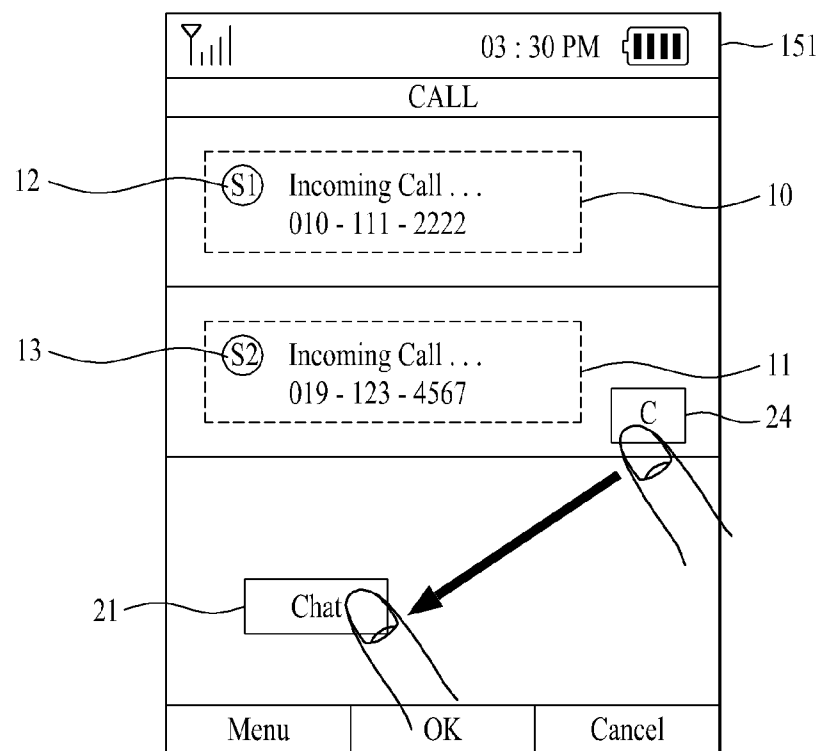 03 : 30 PM
151
CALL
12
S1
Incoming Call . . .
10
010 - 111 - 2222
13
S2
Incoming Call . . .
11
019 - 123 - 4567
C
24
21
Chat
Menu
OK
Cancel